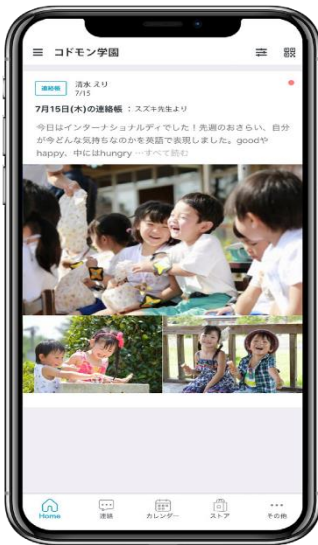 コドモン学園
連絡帳
清水 えり
7/15
7月15日(木)の連絡帳 ：スズキ先生より
今日はインターナショナルディでした！先週のおさらい、自分
が今どんな気持ちなのかを英語で表現しました。goodや
happy，中にはhungry …すべて読む
Home
連絡
カレンダー
ストア
その他